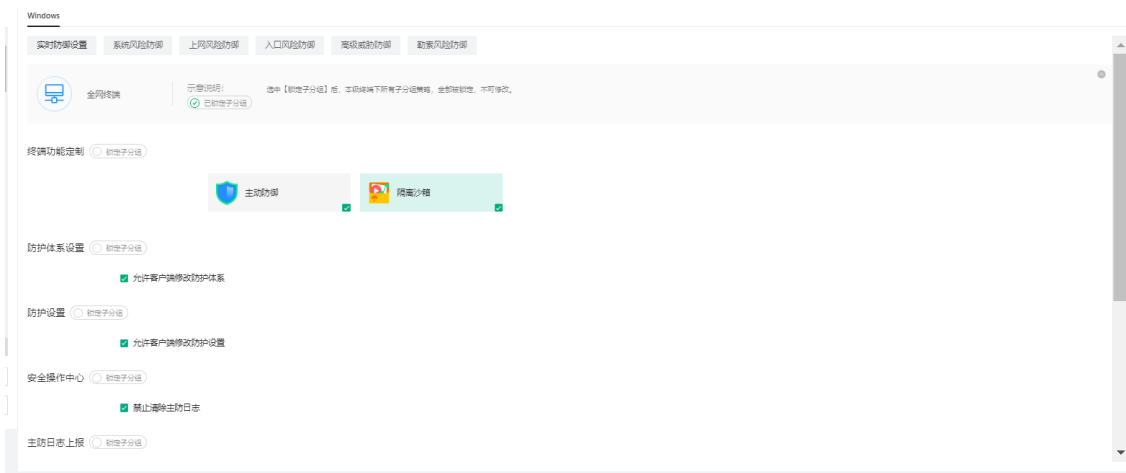 Windows
实时防御设置 系统风险防御 上网风险防御 入口风险防御 高级威胁防御 勒索风险防御
全网终端
示意说明: 选中【锁定子分组】后，本级终端下所有子分组策略，全部被锁定，不可修改。
已锁定子分组
终端功能定制 锁定子分组
主动防御 隔离沙箱
防护体系设置 锁定子分组
允许客户端修改防护体系
防护设置 锁定子分组
允许客户端修改防护设置
安全操作中心 锁定子分组
禁止清除主防日志
主防日志上报 锁定子分组